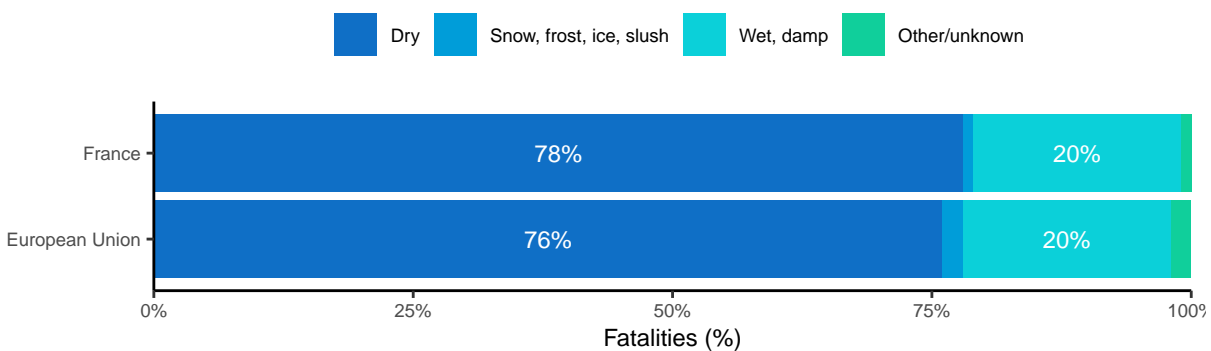 Dry Snow, frost, ice, slush Wet, damp Other/unknown
France 78% 20%
European Union 76% 20%
0% 25% 50% 75% 100%
Fatalities (%)